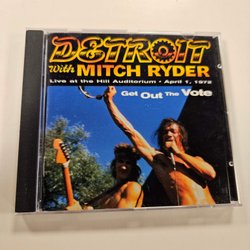 DETROIT
with MITCH RYDER
Live at the Hill Auditorium • April 1, 1972
Get Out The Vote